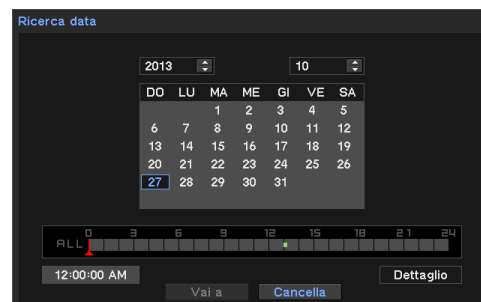 Ricerca data
2013 10
DO LU MA ME GI VE SA
1 2 3 4 5
6 7 8 9 10 11 12
13 14 15 16 17 18 19
20 21 22 23 24 25 26
27 28 29 30 31
0 3 6 9 12 15 18 21 24
ALL
12:00:00 AM Dettaglio
Vai a Cancella